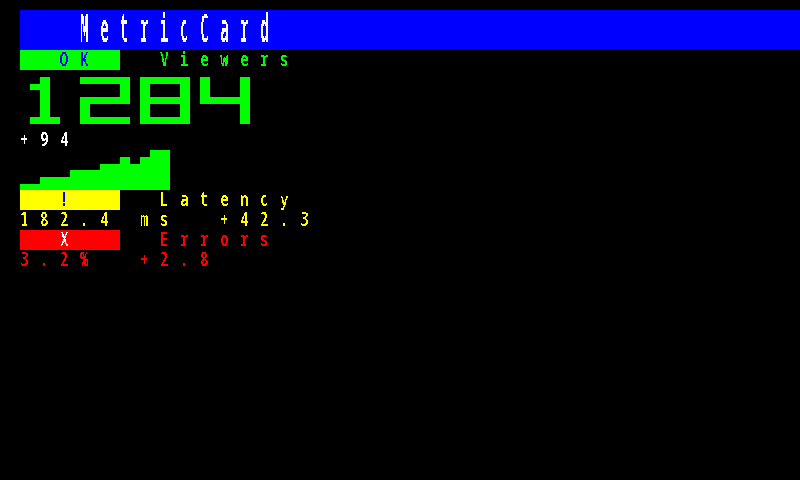 MetricCard
OK Viewers
1284
+94
! Latency
182.4 ms +42.3
X Errors
3.2% +2.8